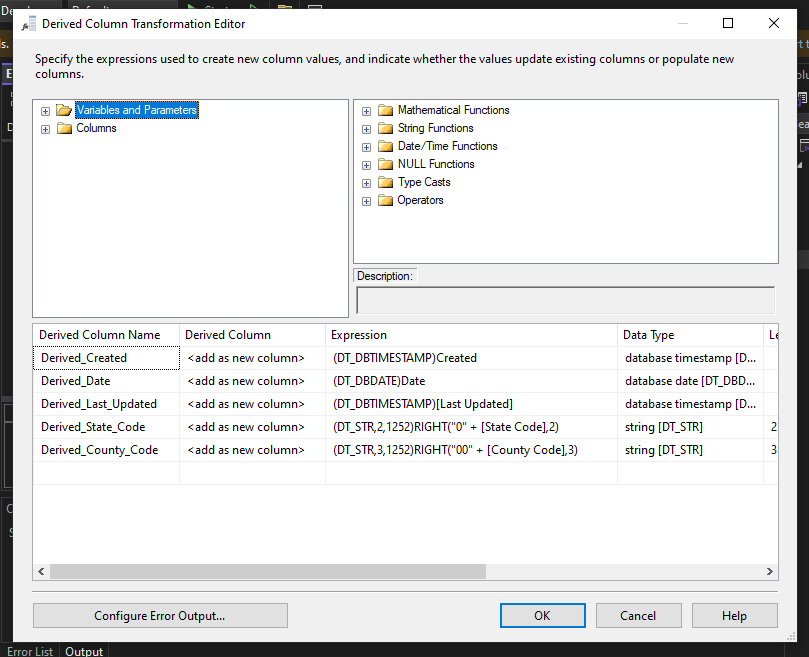 Derived Column Transformation Editor
Specify the expressions used to create new column values, and indicate whether the values update existing columns or populate new
columns.
Variables and Parameters
Columns
Mathematical Functions
String Functions
Date/Time Functions
NULL Functions
Type Casts
Operators
Description:
Derived Column Name Derived Column Expression Data Type Le
Derived_Created <add as new column> (DT_DBTIMESTAMP)Created database timestamp [D...
Derived_Date <add as new column> (DT_DBDATE)Date database date [DT_DBD...
Derived_Last_Updated <add as new column> (DT_DBTIMESTAMP)[Last Updated] database timestamp [D...
Derived_State_Code <add as new column> (DT_STR,2,1252)RIGHT("0" + [State Code],2) string [DT_STR] 2
Derived_County_Code <add as new column> (DT_STR,3,1252)RIGHT("00" + [County Code],3) string [DT_STR] 3
Configure Error Output... OK Cancel Help
Error List Output